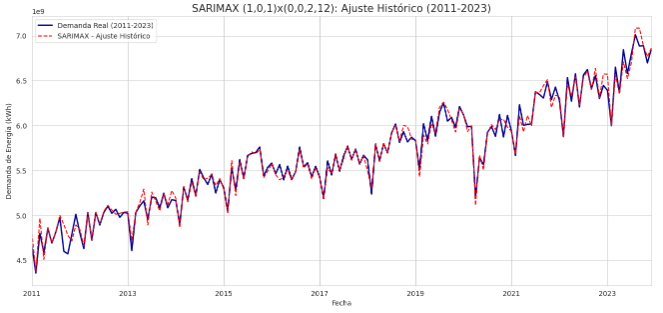 SARIMAX (1,0,1)x(0,0,2,12): Ajuste Histórico (2011-2023)
1e9
Demanda Real (2011-2023)
SARIMAX - Ajuste Histórico
Demanda de Energía (kWh)
7.0
6.5
6.0
5.5
5.0
4.5
2011 2013 2015 2017 2019 2021 2023
Fecha